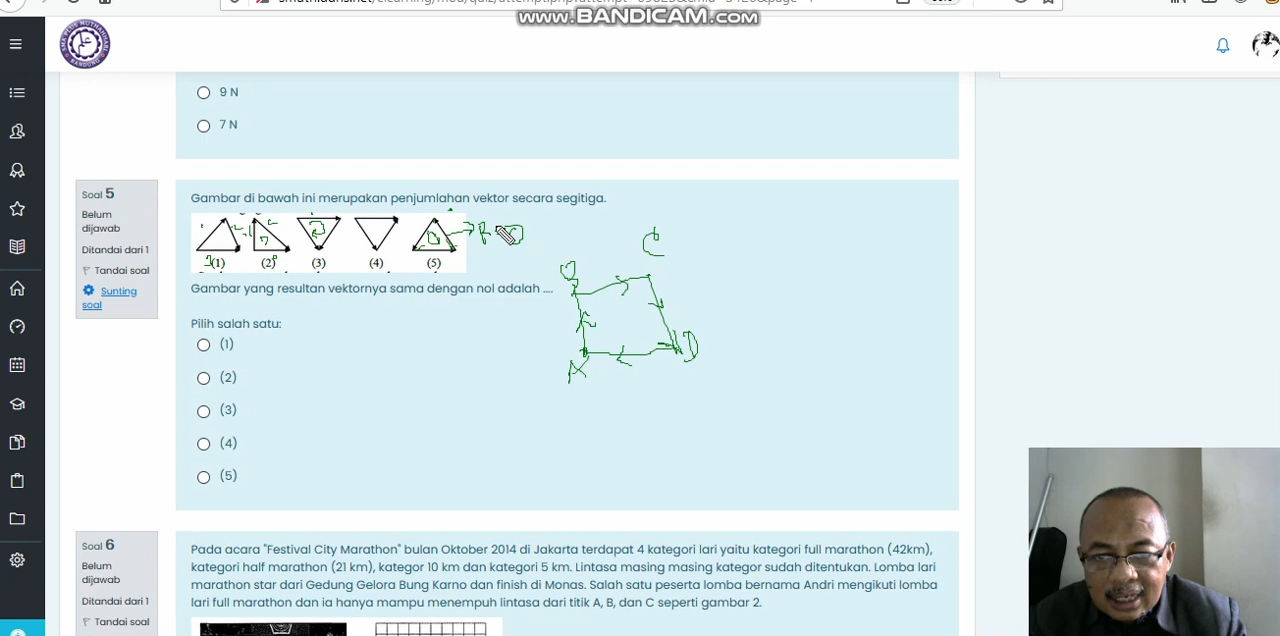 www.BANDICAM.com
9 N
7 N
Soal 5
Belum
dijawab
Ditandai dari 1
Tandai soal
Sunting
soal
Gambar di bawah ini merupakan penjumlahan vektor secara segitiga.
(1) (2) (3) (4) (5)
C
D
A
Gambar yang resultan vektornya sama dengan nol adalah ....
Pilih salah satu:
(1)
(2)
(3)
(4)
(5)
Soal 6
Belum
dijawab
Ditandai dari 1
Tandai soal
Pada acara "Festival City Marathon" bulan Oktober 2014 di Jakarta terdapat 4 kategori lari yaitu kategori full marathon (42km),
kategori half marathon (21 km), kategor 10 km dan kategori 5 km. Lintasa masing masing kategor sudah ditentukan. Lomba lari
marathon star dari Gedung Gelora Bung Karno dan finish di Monas. Salah satu peserta lomba bernama Andri mengikuti lomba
lari full marathon dan ia hanya mampu menempuh lintasa dari titik A, B, dan C seperti gambar 2.